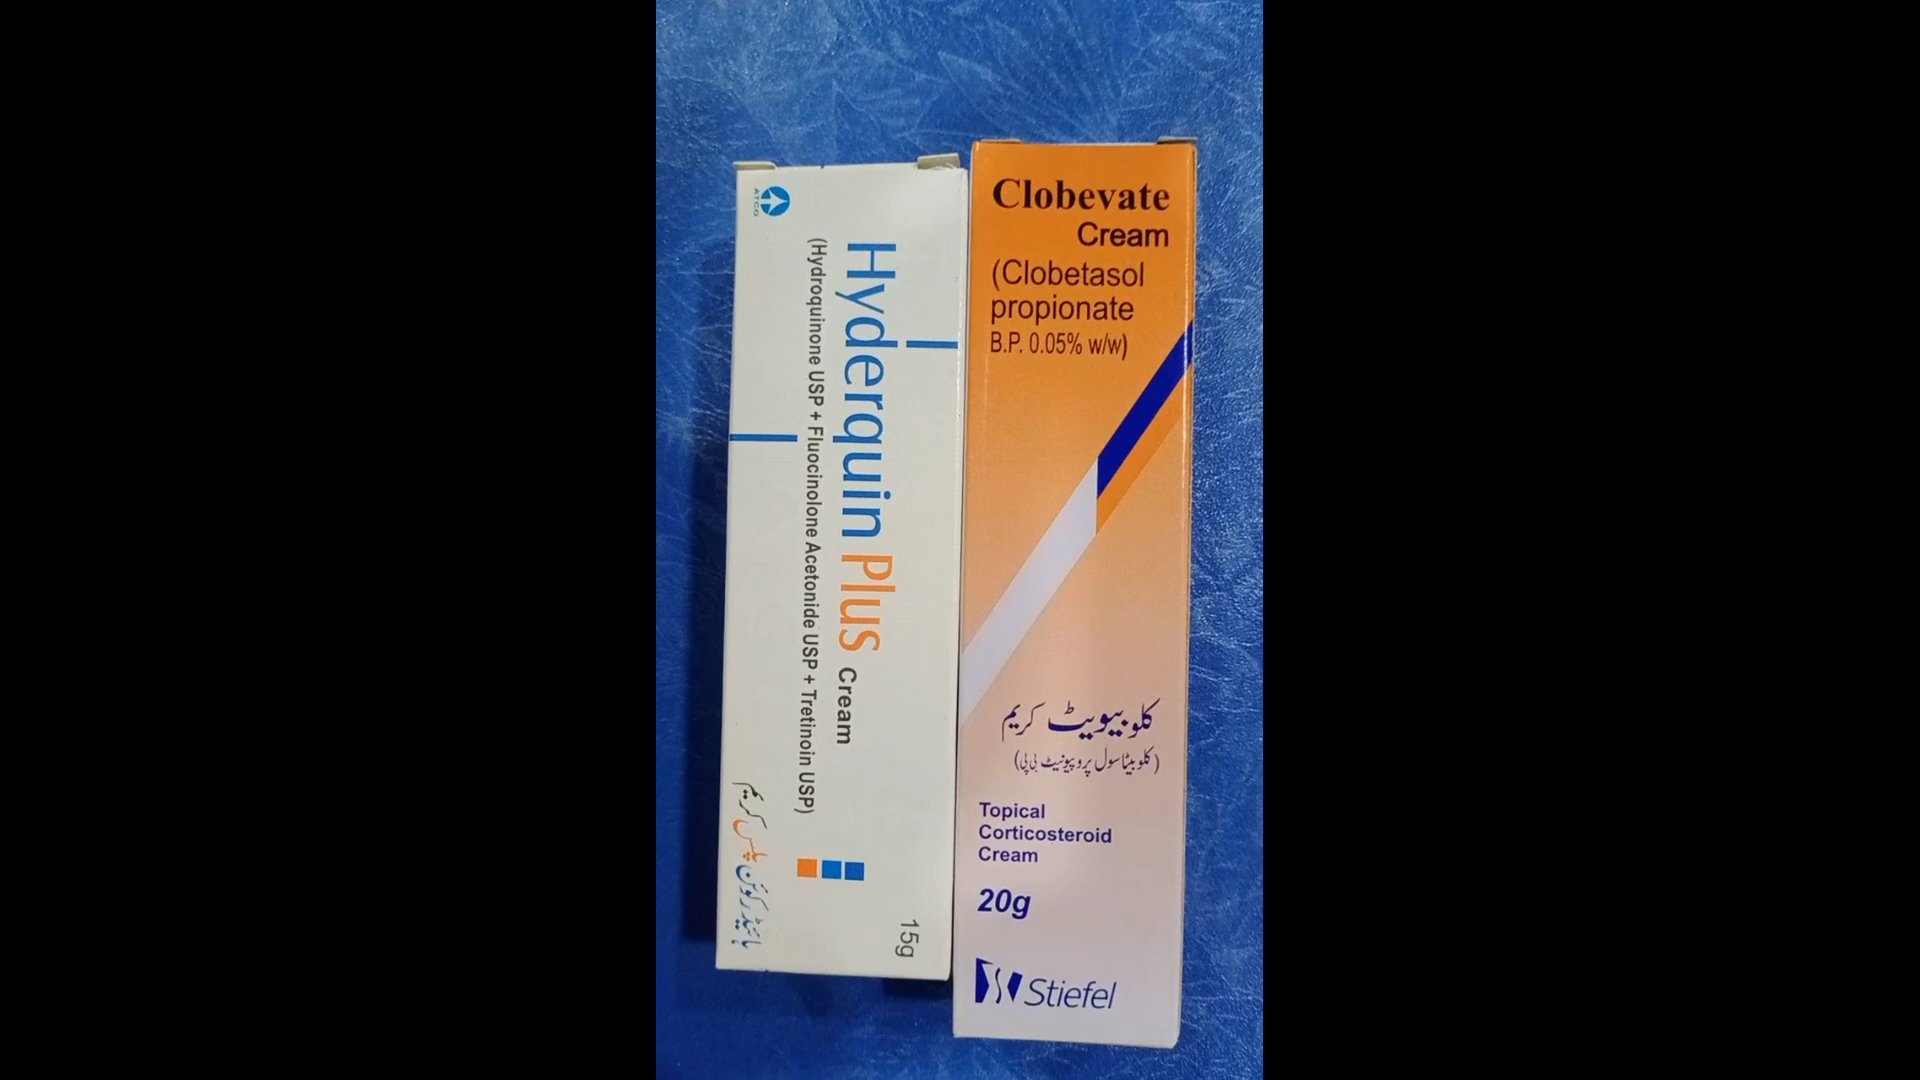 ATCO
Hyderquin Plus Cream
(Hydroquinone USP + Fluocinolone Acetonide USP + Tretinoin USP)
ہائیڈرکوئن پلس کریم
15g
Clobevate
Cream
(Clobetasol
propionate
B.P. 0.05% w/w)
کلوبیویٹ کریم
(کلوبیٹاسول پروپیونیٹ بی پی)
Topical
Corticosteroid
Cream
20g
Stiefel